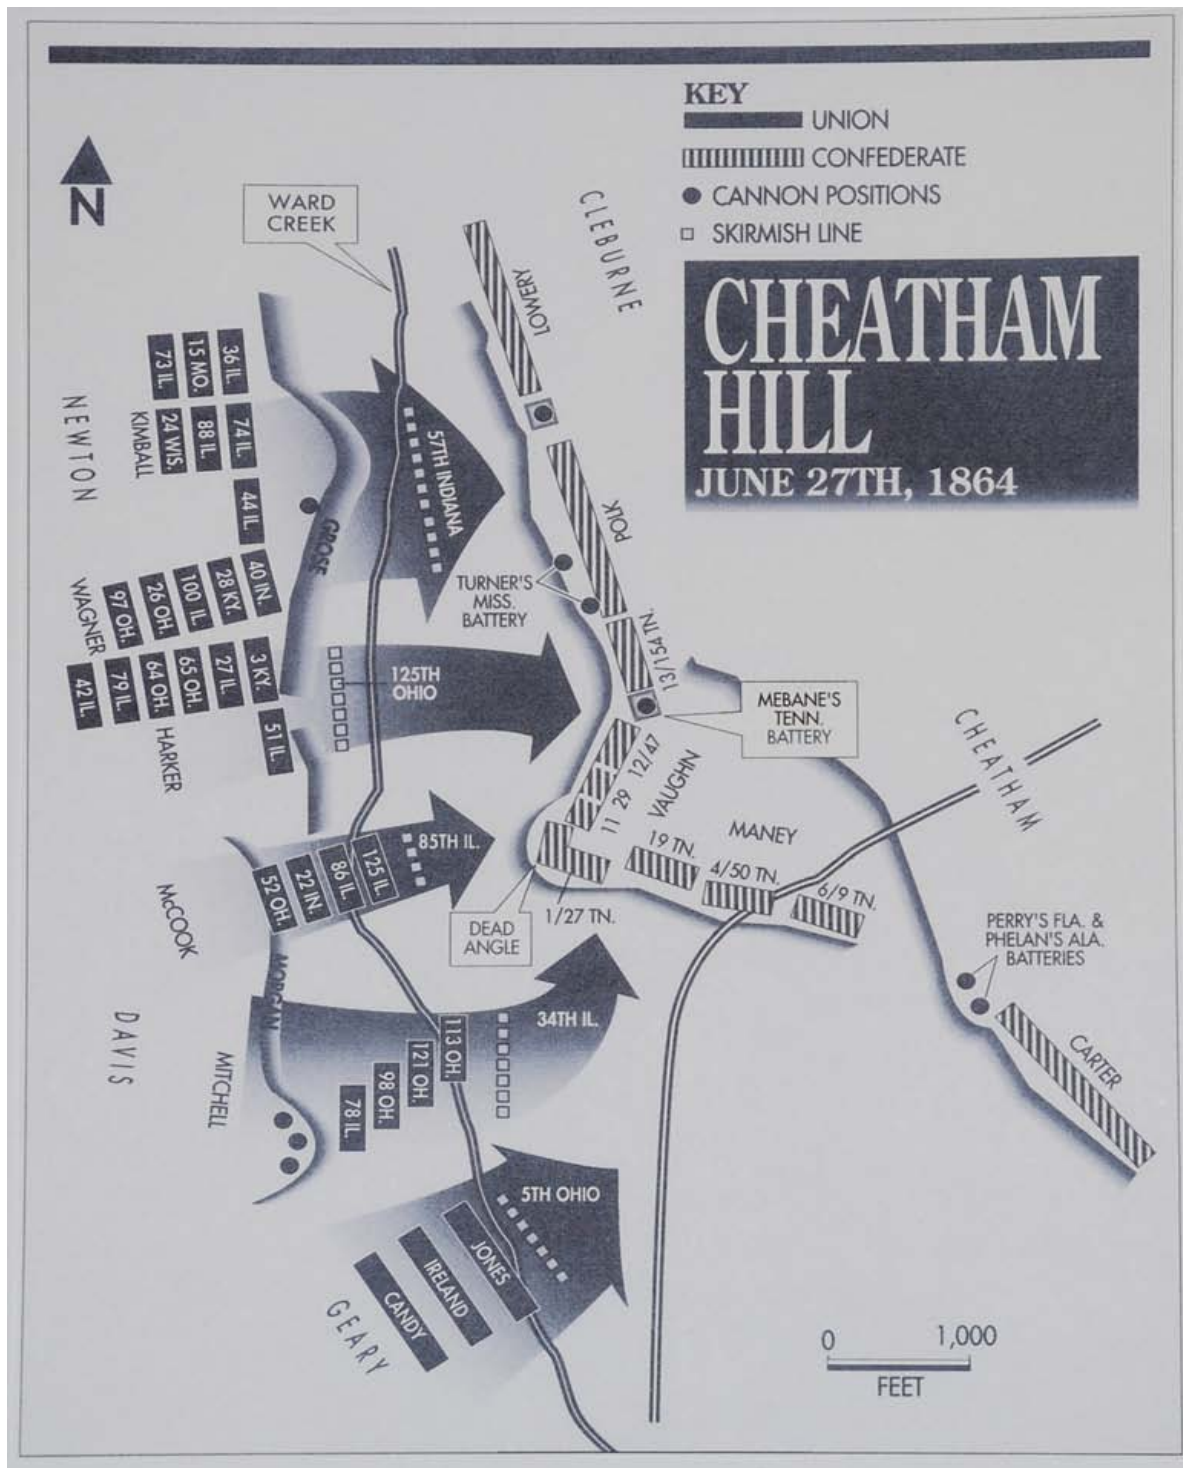 KEY
UNION
CONFEDERATE
CANNON POSITIONS
SKIRMISH LINE
CHEATHAM
HILL
JUNE 27TH, 1864
N
WARD
CREEK
CLEBURNE
LOWERY
POLK
13/154 TN.
TURNER'S
MISS.
BATTERY
MEBANE'S
TENN.
BATTERY
NEWTON
36 IL.
15 MO.
73 IL.
74 IL.
88 IL.
24 WIS.
KIMBALL
44 IL.
57TH INDIANA
GROSE
40 IN.
28 KY.
100 IL.
26 OH.
97 OH.
WAGNER
3 KY.
27 IL.
65 OH.
64 OH.
79 IL.
42 IL.
HARKER
51 IL.
125TH
OHIO
12/47
29
11
VAUGHN
MANEY
19 TN.
4/50 TN.
6/9 TN.
1/27 TN.
DEAD
ANGLE
CHEATHAM
PERRY'S FLA. &
PHELAN'S ALA.
BATTERIES
CARTER
85TH IL.
125 IL.
86 IL.
22 IN.
52 OH.
McCOOK
MORGAN
DAVIS
MITCHELL
34TH IL.
113 OH.
121 OH.
98 OH.
78 IL.
5TH OHIO
JONES
IRELAND
CANDY
GEARY
0 1,000
FEET